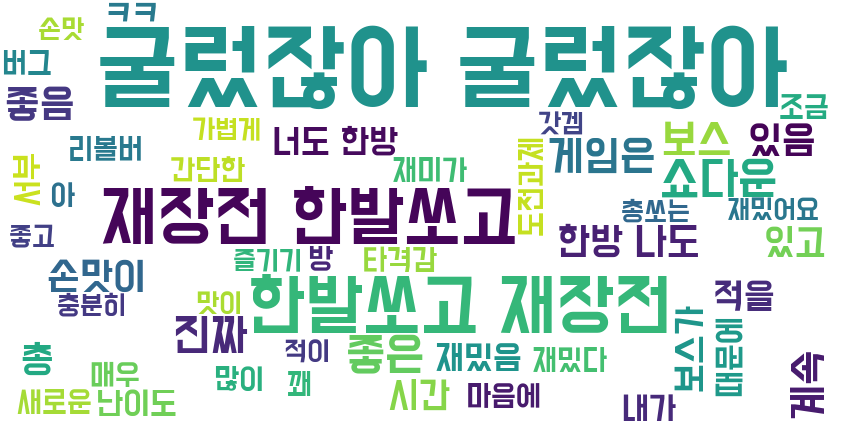 ㅋㅋ
손맛
굴렀잖아 굴렀잖아
버그
좋음
조금
가볍게
너도 한방
갓겜
보스
있음
리볼버
간단한
재미가
도전과제
게임은
쇼다운
서부
아
재장전 한발쏘고
총쏘는
재밌어요
좋고
즐기기
방
타격감
한방 나도
있고
손맛이
충분히
맛이
한발쏘고 재장전
적을
진짜
적이
좋은
재밌음
재밌다
보스가
때문에
총
매우
많이
꽤
시간
마음에
계속
새로운
난이도
내가